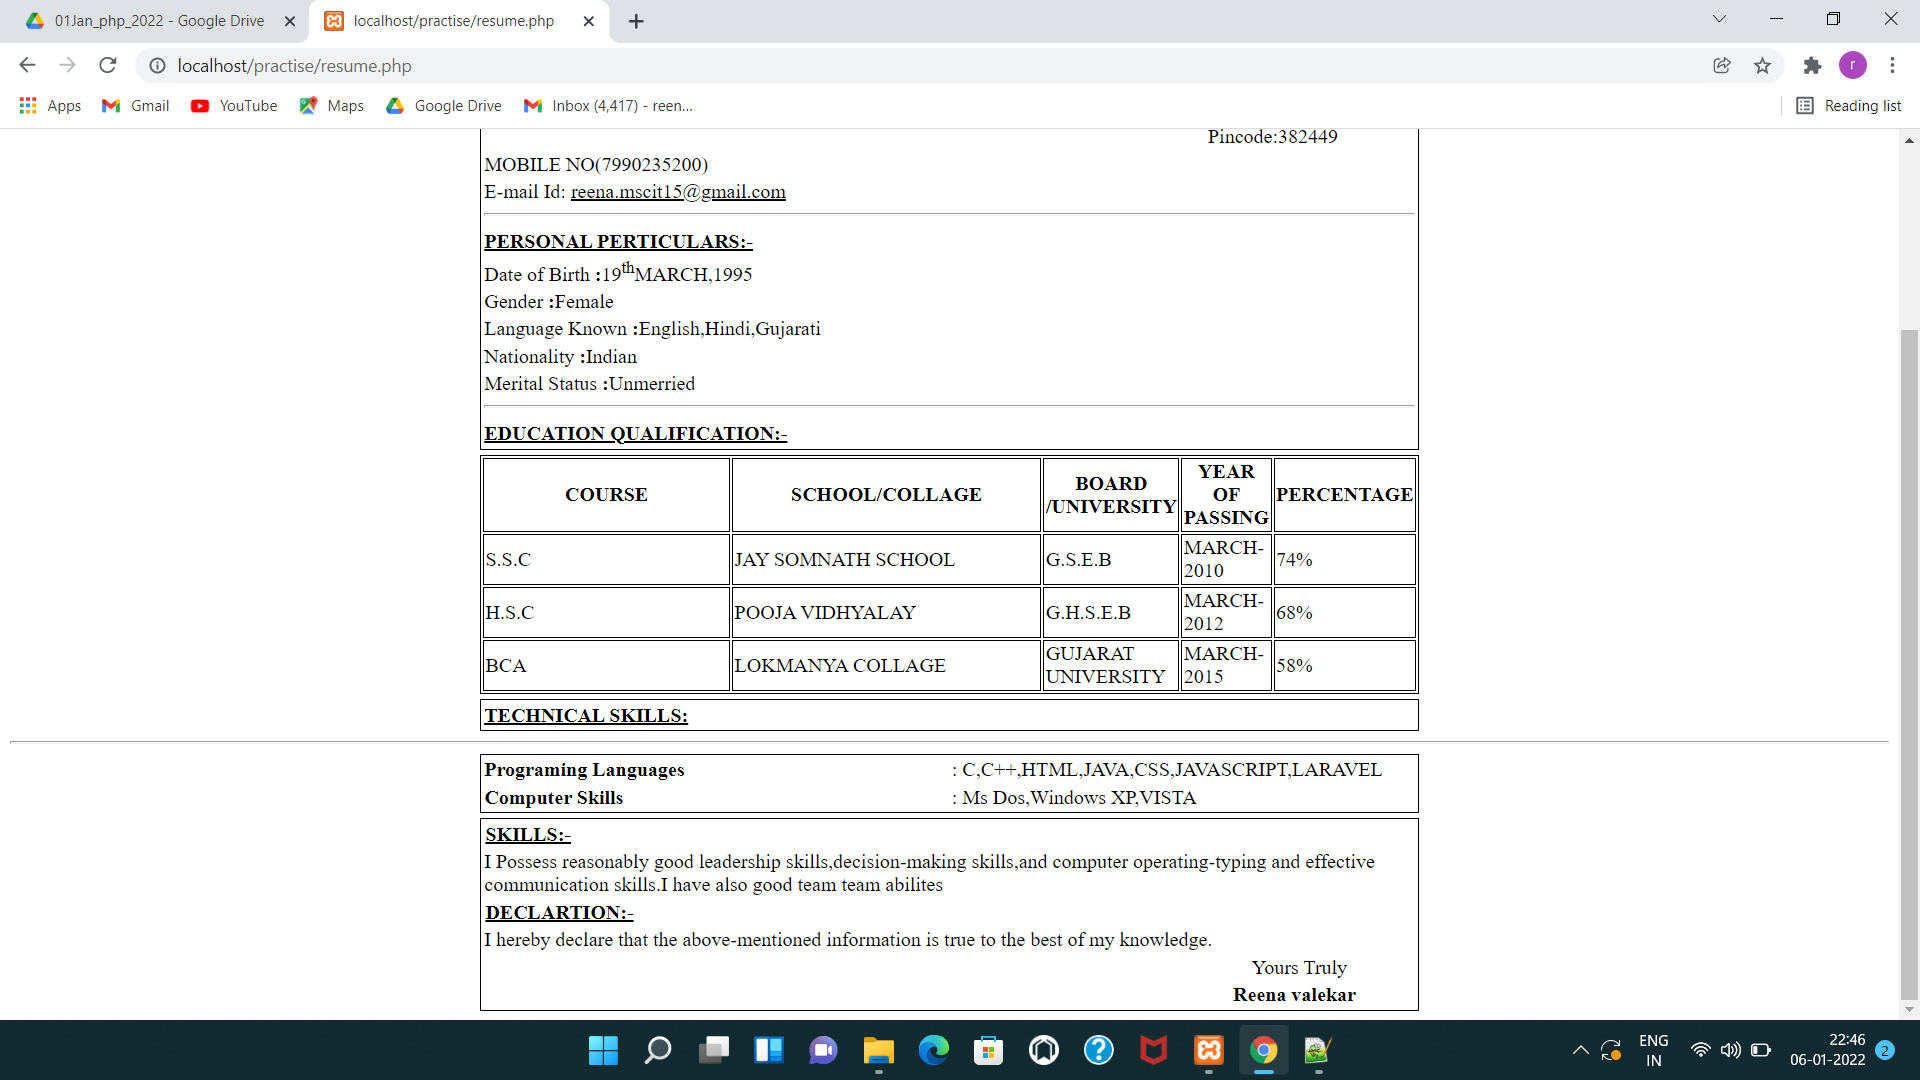 01Jan_php_2022 - Google Drive
localhost/practise/resume.php
localhost/practise/resume.php
r
Apps
Gmail
YouTube
Maps
Google Drive
Inbox (4,417) - reen...
Reading list
Pincode:382449
MOBILE NO(7990235200)
E-mail Id: reena.mscit15@gmail.com
PERSONAL PERTICULARS:-
Date of Birth :19thMARCH,1995
Gender :Female
Language Known :English,Hindi,Gujarati
Nationality :Indian
Merital Status :Unmerried
EDUCATION QUALIFICATION:-
COURSE SCHOOL/COLLAGE BOARD /UNIVERSITY YEAR OF PASSING PERCENTAGE
S.S.C JAY SOMNATH SCHOOL G.S.E.B MARCH-2010 74%
H.S.C POOJA VIDHYALAY G.H.S.E.B MARCH-2012 68%
BCA LOKMANYA COLLAGE GUJARAT UNIVERSITY MARCH-2015 58%
TECHNICAL SKILLS:
Programing Languages : C,C++,HTML,JAVA,CSS,JAVASCRIPT,LARAVEL
Computer Skills : Ms Dos,Windows XP,VISTA
SKILLS:-
I Possess reasonably good leadership skills,decision-making skills,and computer operating-typing and effective
communication skills.I have also good team team abilites
DECLARTION:-
I hereby declare that the above-mentioned information is true to the best of my knowledge.
Yours Truly
Reena valekar
ENG
IN
22:46
06-01-2022
2